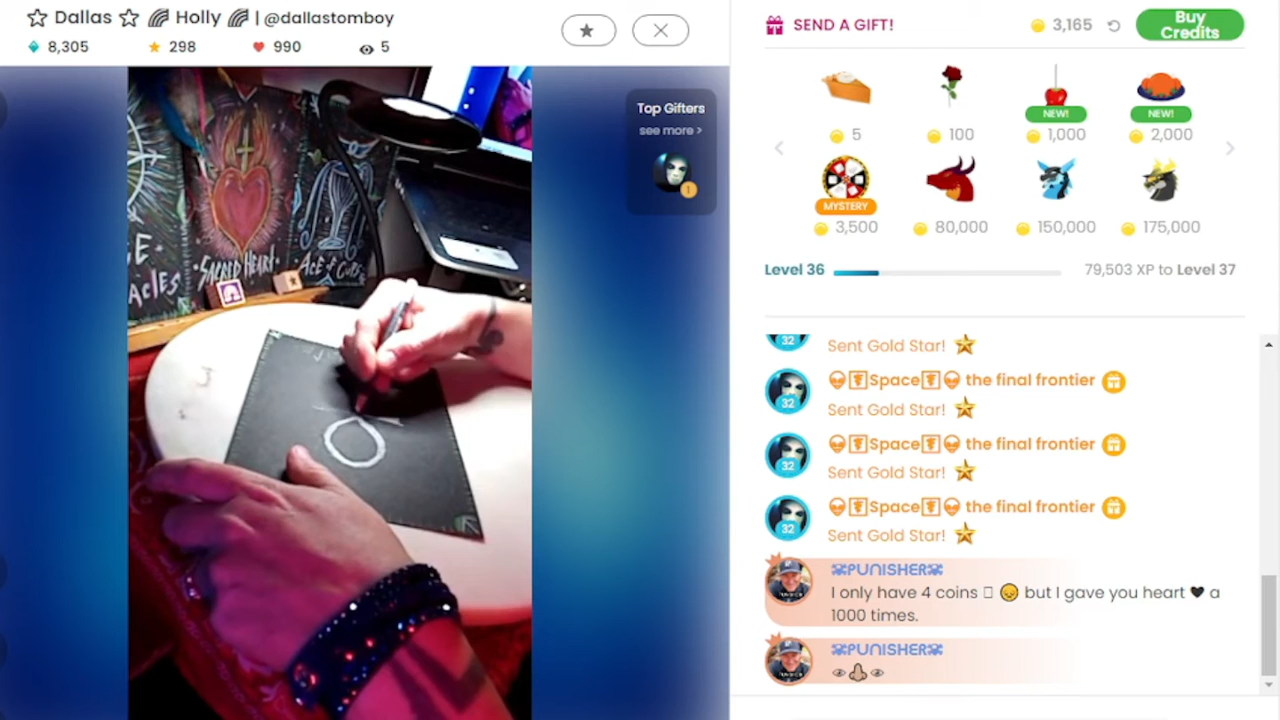 ☆ Dallas ☆ 🌈 Holly 🌈 | @dallastomboy
8,305 298 990 5
Top Gifters
see more >
1
SACRED HEART
ACE OF CUPS
SEND A GIFT!
3,165
Buy Credits
NEW! NEW!
5 100 1,000 2,000
MYSTERY
3,500 80,000 150,000 175,000
Level 36 79,503 XP to Level 37
32
Sent Gold Star!
Space the final frontier
32
Sent Gold Star!
Space the final frontier
32
Sent Gold Star!
Space the final frontier
32
Sent Gold Star!
PUNISHER
I only have 4 coins 😞 but I gave you heart 🖤 a
1000 times.
PUNISHER
👁👃👁